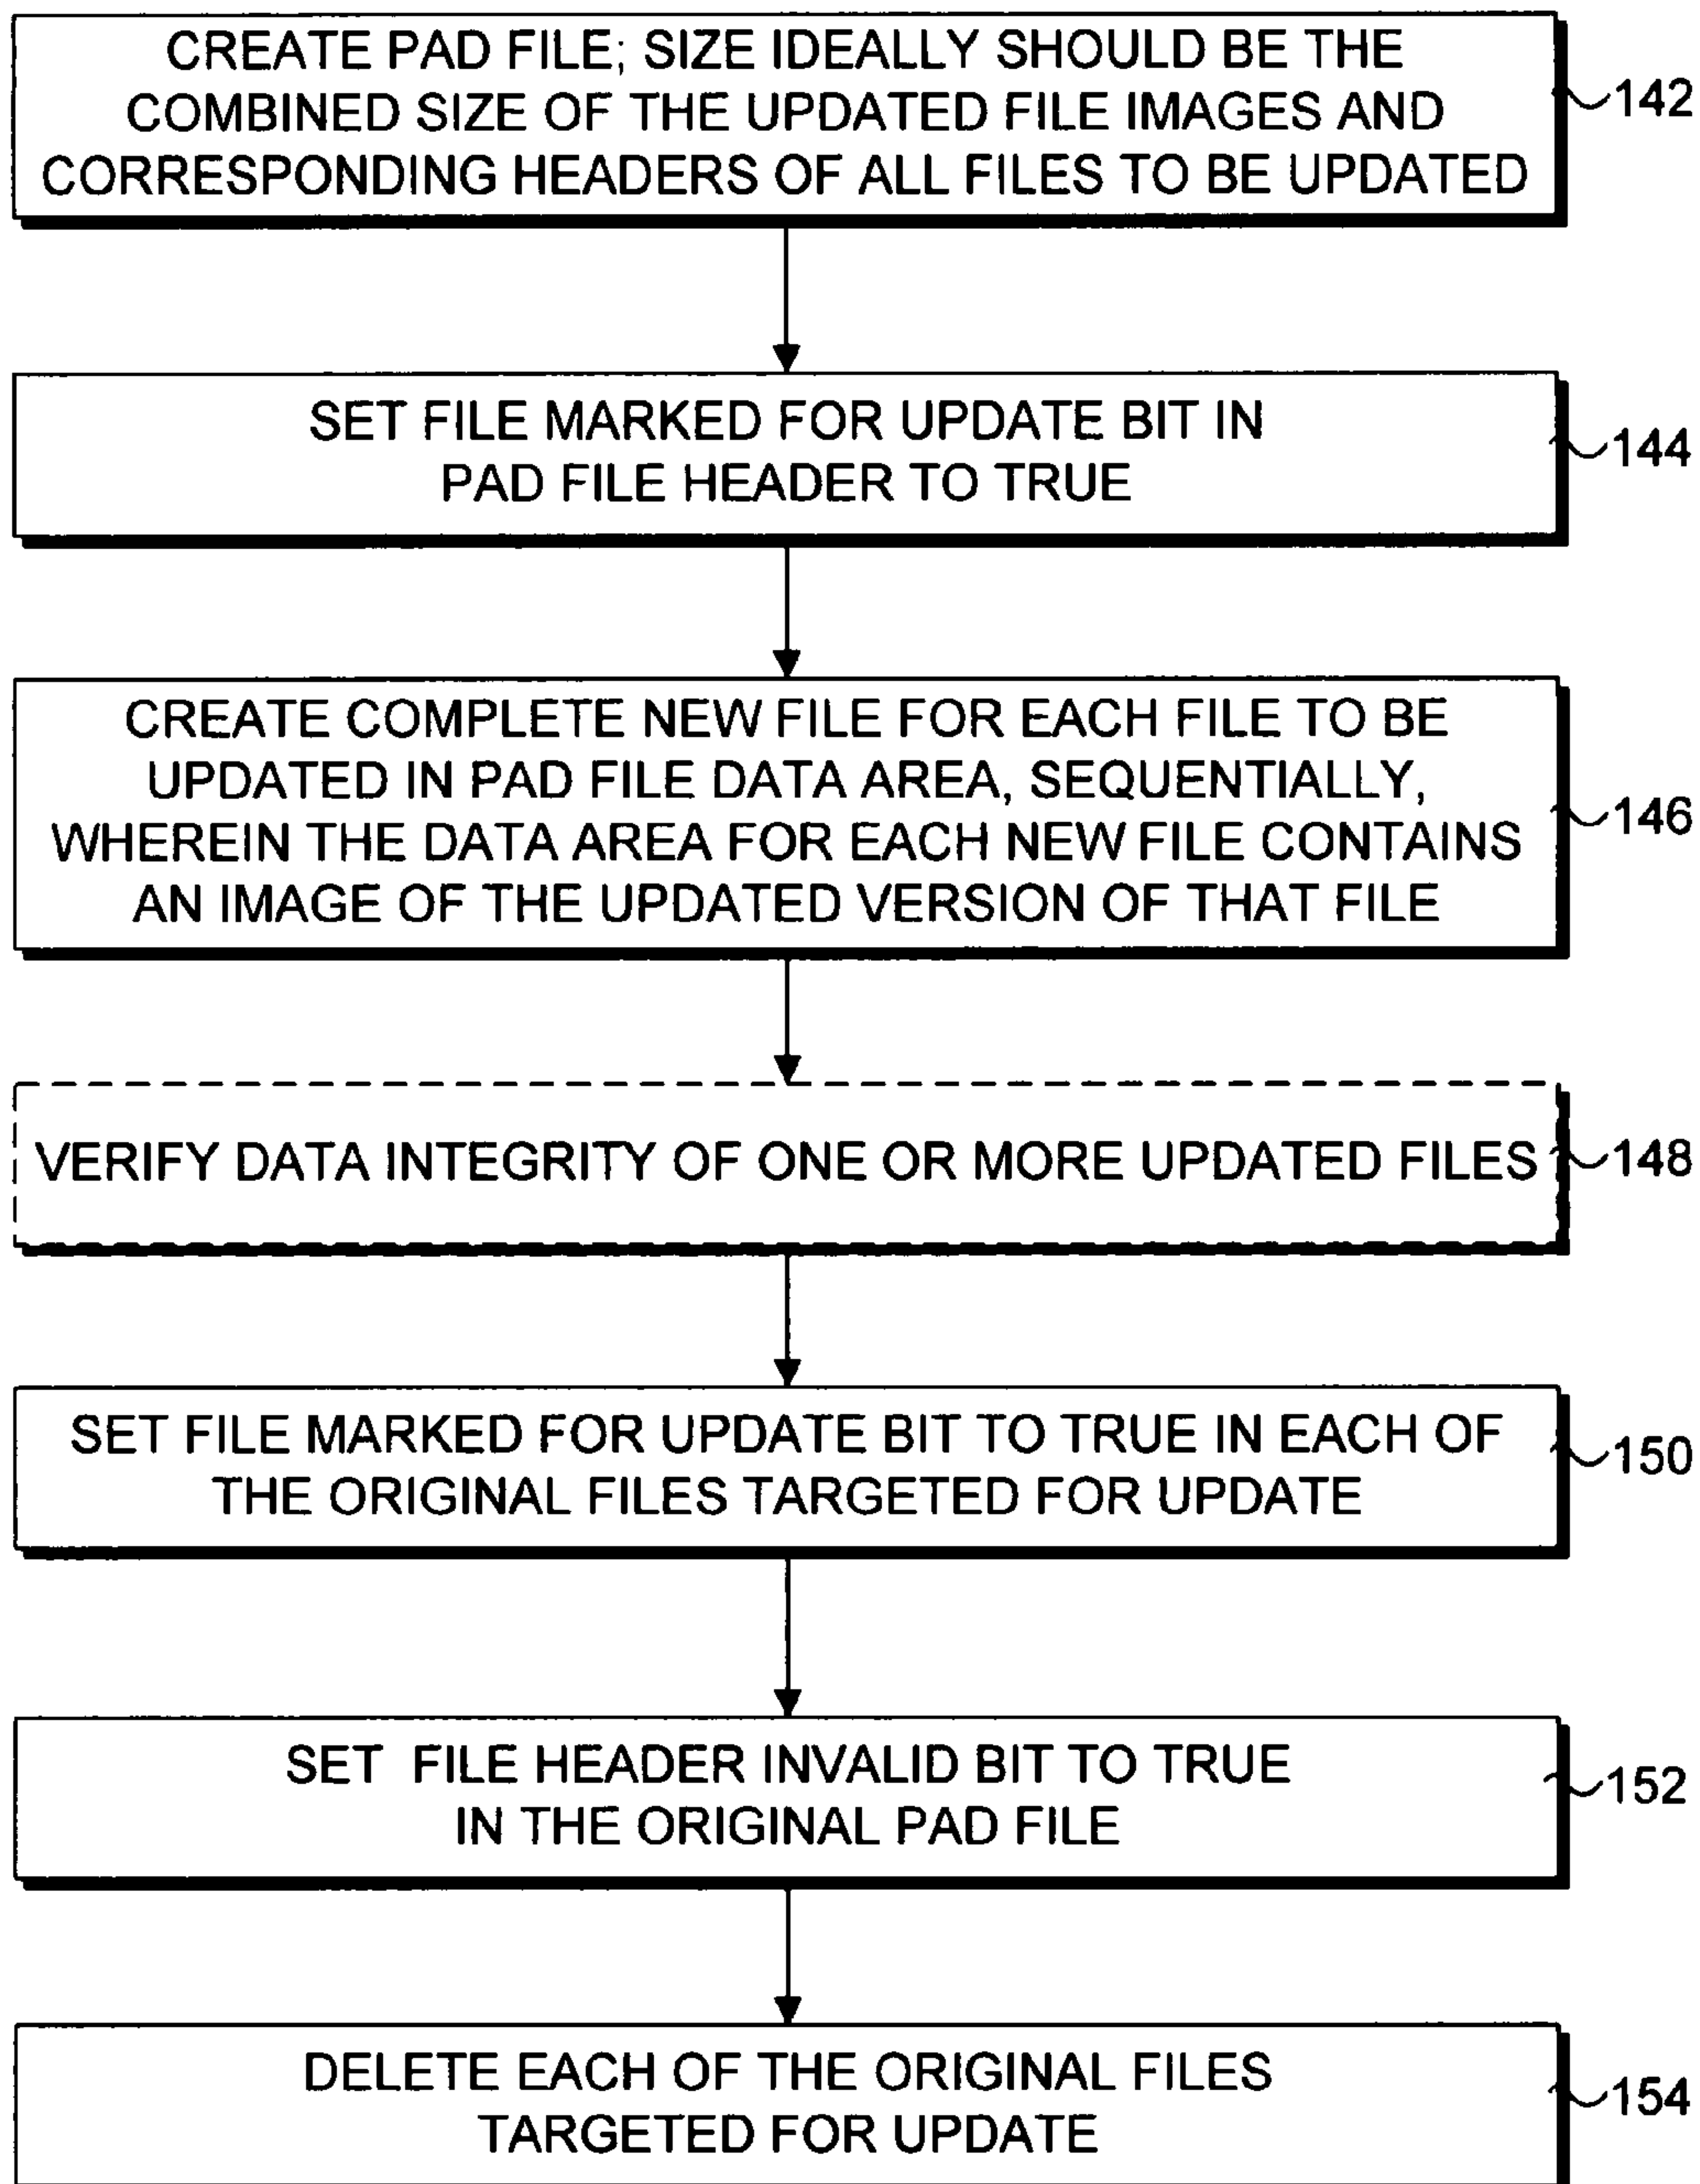 CREATE PAD FILE; SIZE IDEALLY SHOULD BE THE
COMBINED SIZE OF THE UPDATED FILE IMAGES AND
CORRESPONDING HEADERS OF ALL FILES TO BE UPDATED
142
SET FILE MARKED FOR UPDATE BIT IN
PAD FILE HEADER TO TRUE
144
CREATE COMPLETE NEW FILE FOR EACH FILE TO BE
UPDATED IN PAD FILE DATA AREA, SEQUENTIALLY,
WHEREIN THE DATA AREA FOR EACH NEW FILE CONTAINS
AN IMAGE OF THE UPDATED VERSION OF THAT FILE
146
VERIFY DATA INTEGRITY OF ONE OR MORE UPDATED FILES
148
SET FILE MARKED FOR UPDATE BIT TO TRUE IN EACH OF
THE ORIGINAL FILES TARGETED FOR UPDATE
150
SET FILE HEADER INVALID BIT TO TRUE
IN THE ORIGINAL PAD FILE
152
DELETE EACH OF THE ORIGINAL FILES
TARGETED FOR UPDATE
154